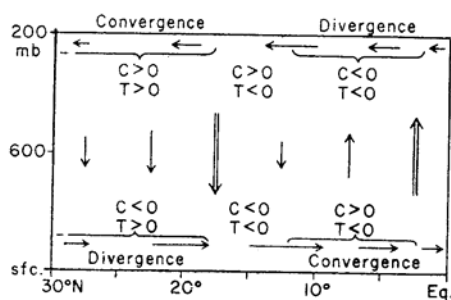 Convergence Divergence
200
mb
C>0 C>0 C<0
T>0 T<0 T<0
600
C<0 C<0 C>0
T>0 T<0 T<0
sfc.
Divergence Convergence
30°N 20° 10° Eq.